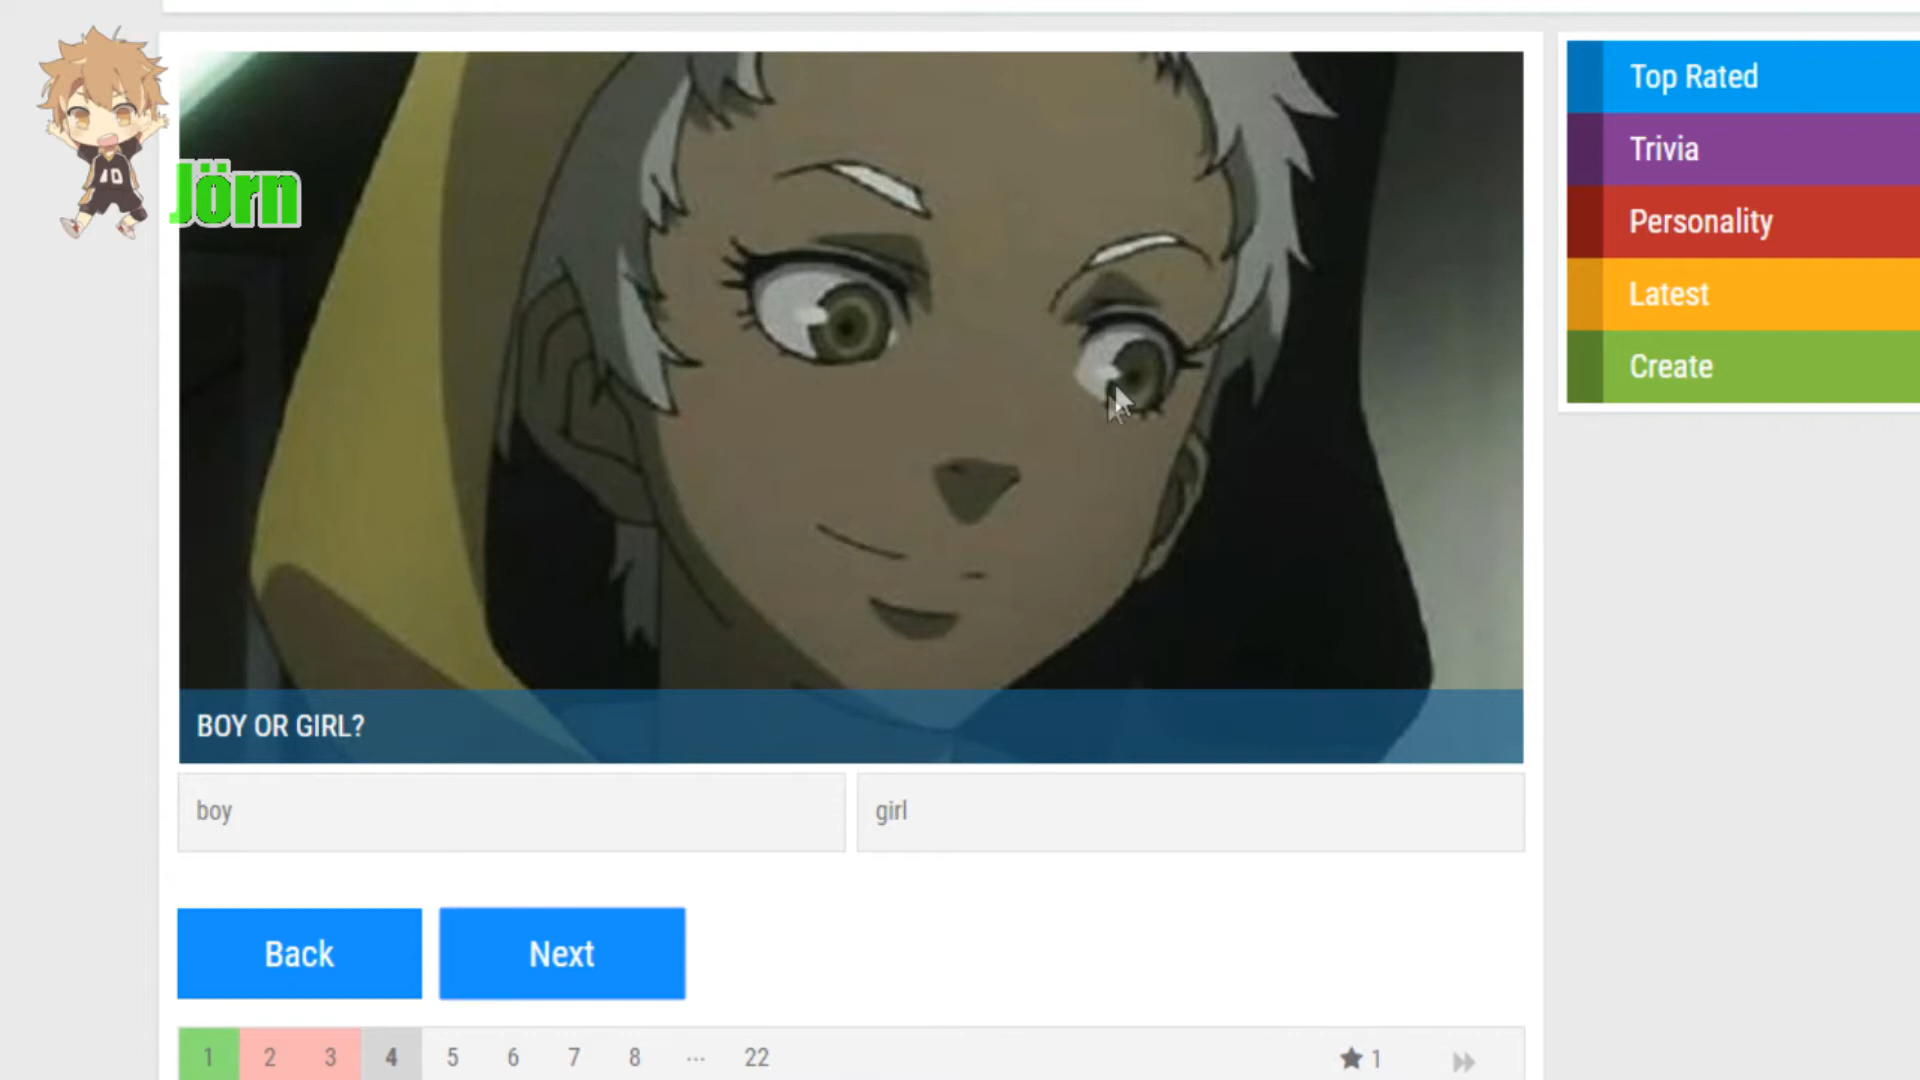 Jörn
10
BOY OR GIRL?
boy
girl
Back
Next
1 2 3 4 5 6 7 8 ... 22
1
Top Rated
Trivia
Personality
Latest
Create